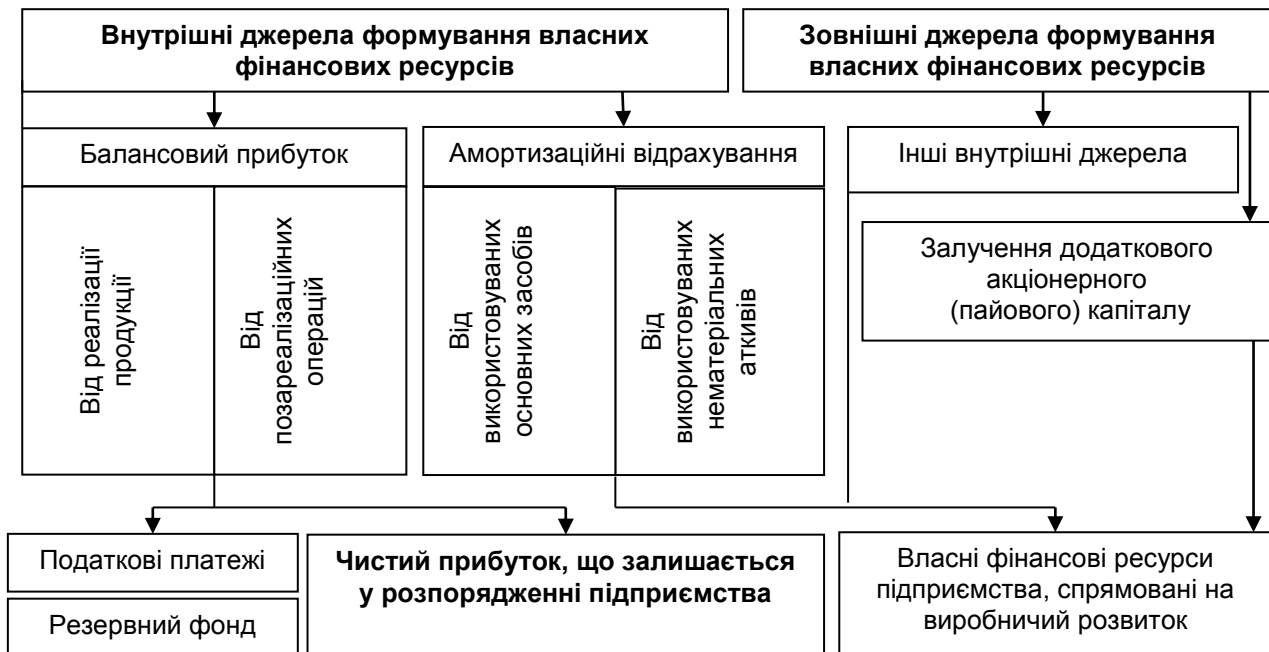 Внутрішні джерела формування власних
фінансових ресурсів
Зовнішні джерела формування
власних фінансових ресурсів
Балансовий прибуток
Амортизаційні відрахування
Інші внутрішні джерела
Від реалізації
продукції
Від
позареалізаційних
операцій
Від
використовуваних
основних засобів
Від
використовуваних
нематеріальних
аткивів
Залучення додаткового
акціонерного
(пайового) капіталу
Податкові платежі
Резервний фонд
Чистий прибуток, що залишається
у розпорядженні підприємства
Власні фінансові ресурси
підприємства, спрямовані на
виробничий розвиток